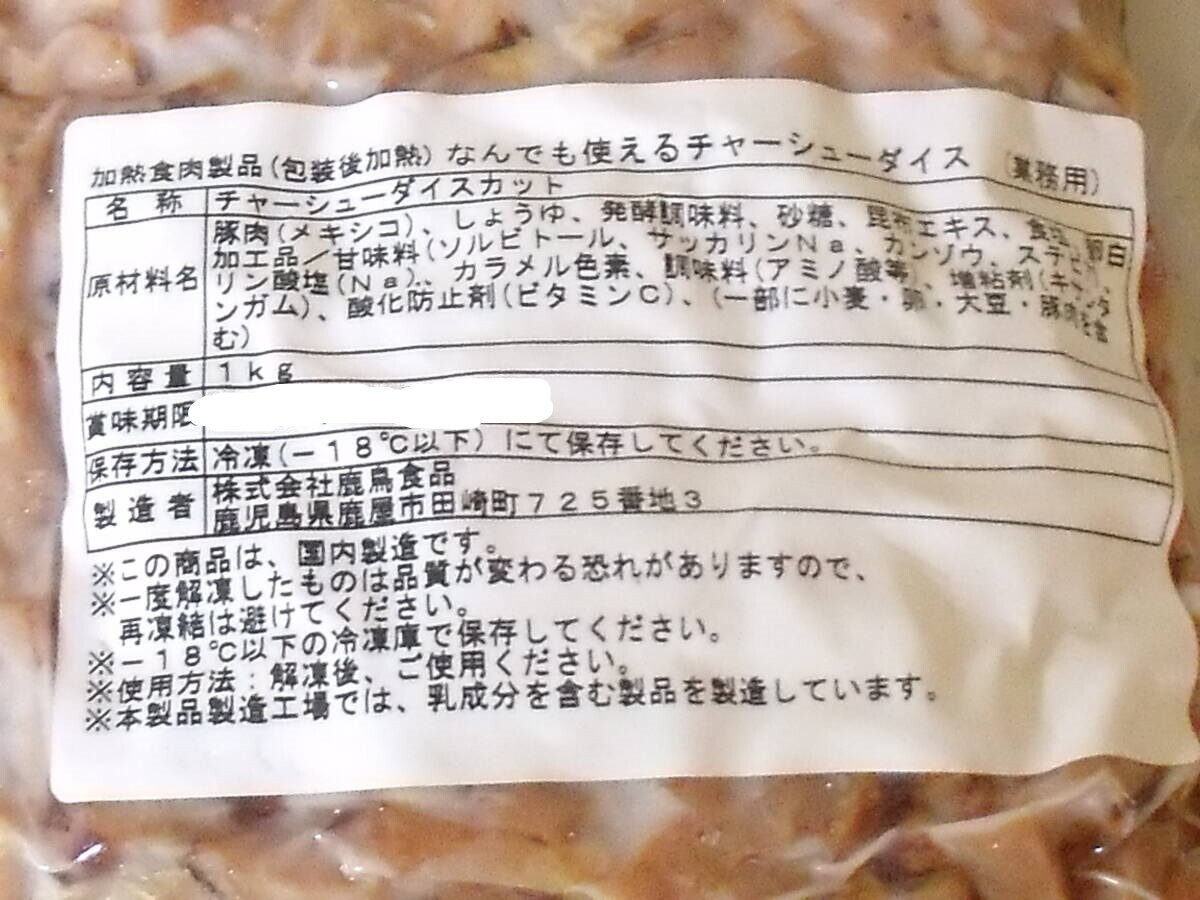 加熱食肉製品(包装後加熱) なんでも使えるチャーシューダイス (業務用)
名称 チャーシューダイスカット
原材料名 豚肉(メキシコ)、しょうゆ、発酵調味料、砂糖、昆布エキス、食塩、卵白
加工品／甘味料(ソルビトール、サッカリンNa、カンゾウ、ステビア)、
リン酸塩(Na)、カラメル色素、調味料(アミノ酸等)、増粘剤(キサンタ
ンガム)、酸化防止剤(ビタミンC)、(一部に小麦・卵・大豆・豚肉を含
む)
内容量 1kg
賞味期限
保存方法 冷凍(－18℃以下)にて保存してください。
製造者 株式会社鹿鳥食品
鹿児島県鹿屋市田崎町725番地3
※この商品は、国内製造です。
※一度解凍したものは品質が変わる恐れがありますので、
再凍結は避けてください。
※－18℃以下の冷凍庫で保存してください。
※使用方法:解凍後、ご使用ください。
※本製品製造工場では、乳成分を含む製品を製造しています。